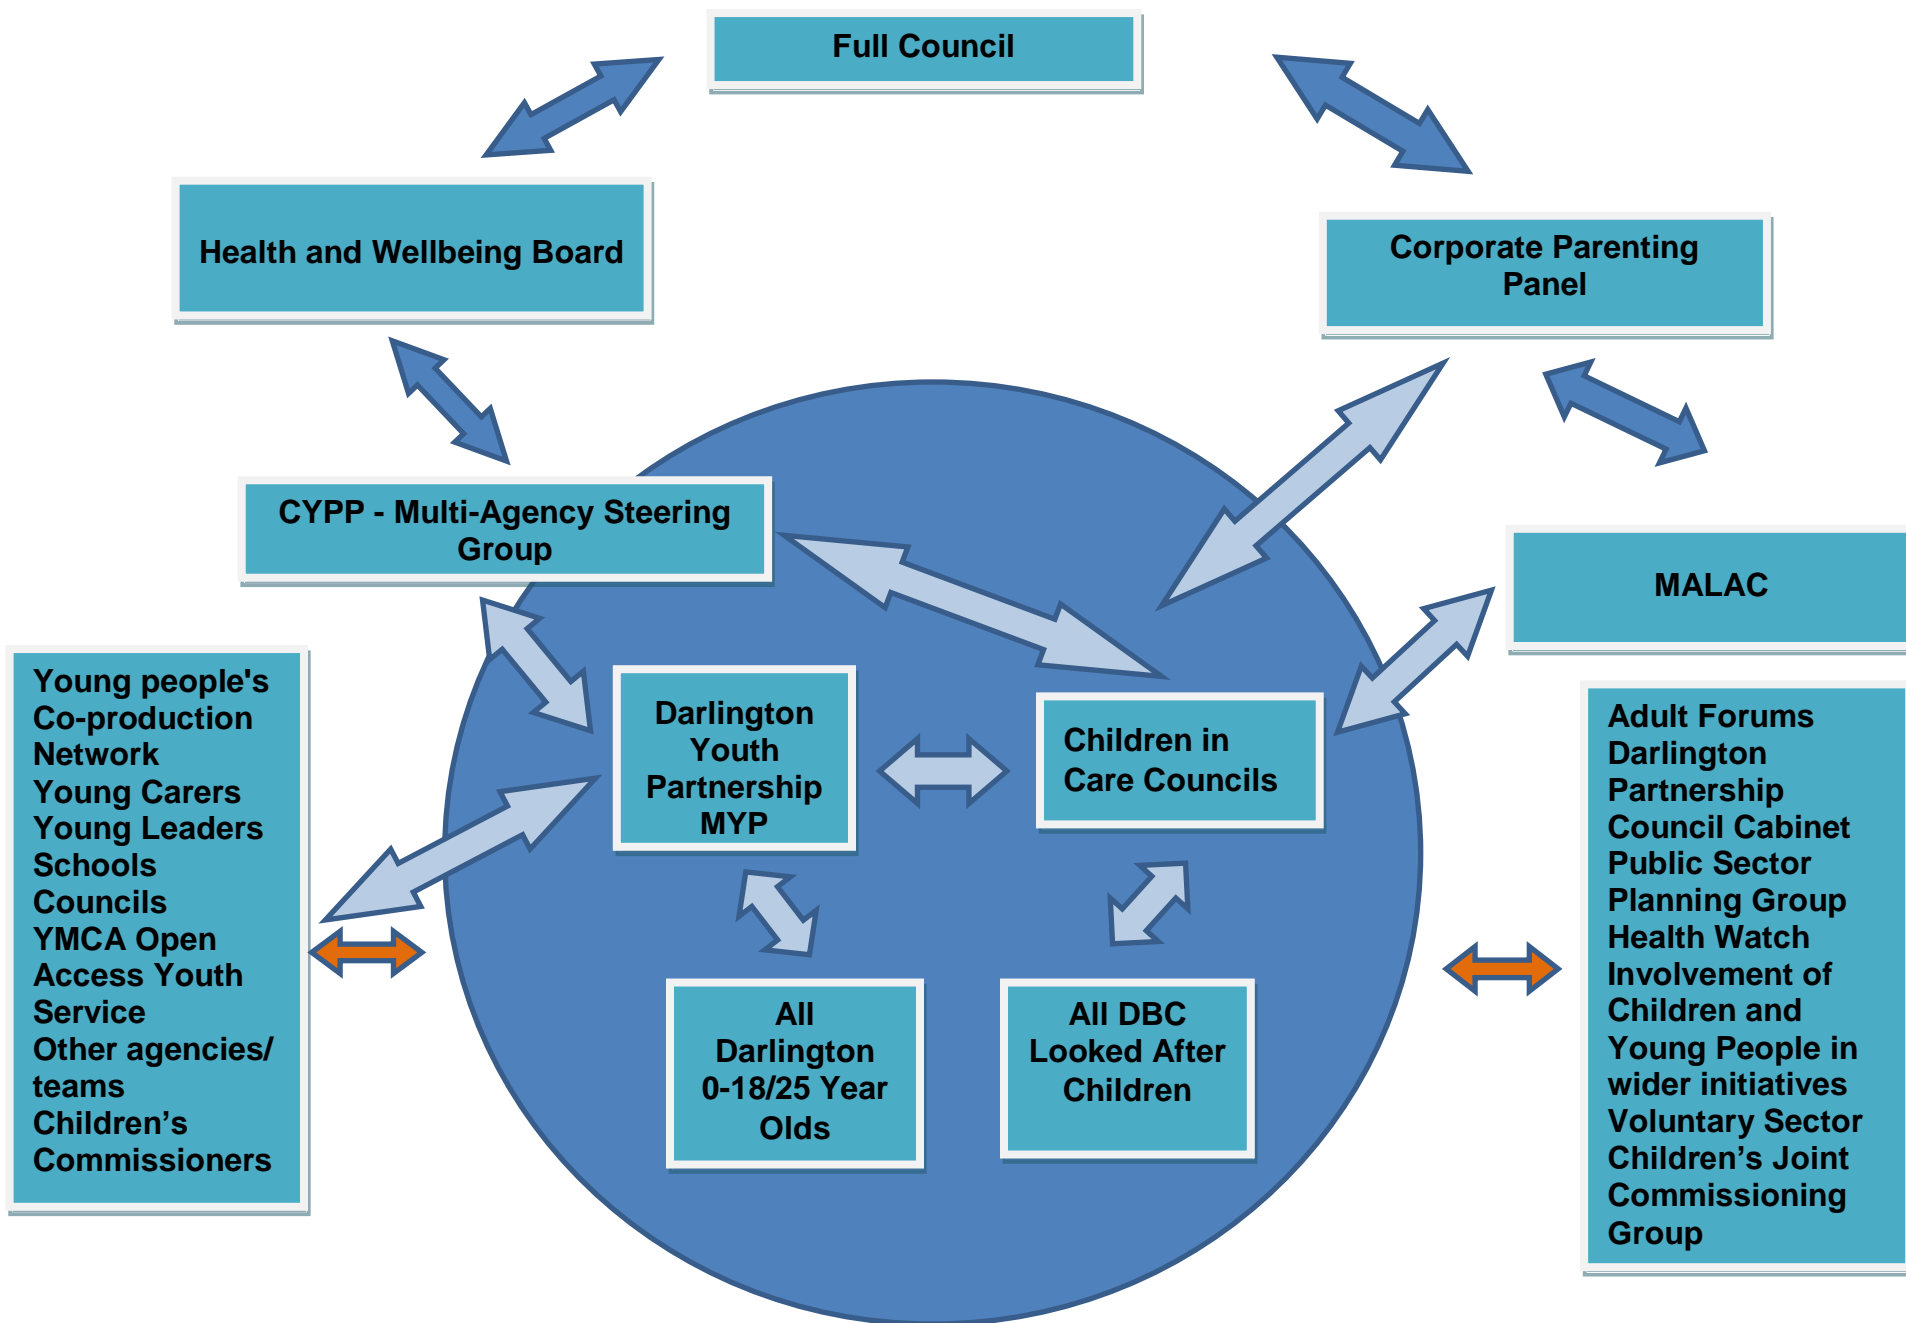 Full Council
Health and Wellbeing Board
Corporate Parenting
Panel
CYPP - Multi-Agency Steering
Group
MALAC
Young people's
Co-production
Network
Young Carers
Young Leaders
Schools
Councils
YMCA Open
Access Youth
Service
Other agencies/
teams
Children’s
Commissioners
Darlington
Youth
Partnership
MYP
Children in
Care Councils
Adult Forums
Darlington
Partnership
Council Cabinet
Public Sector
Planning Group
Health Watch
Involvement of
Children and
Young People in
wider initiatives
Voluntary Sector
Children’s Joint
Commissioning
Group
All
Darlington
0-18/25 Year
Olds
All DBC
Looked After
Children